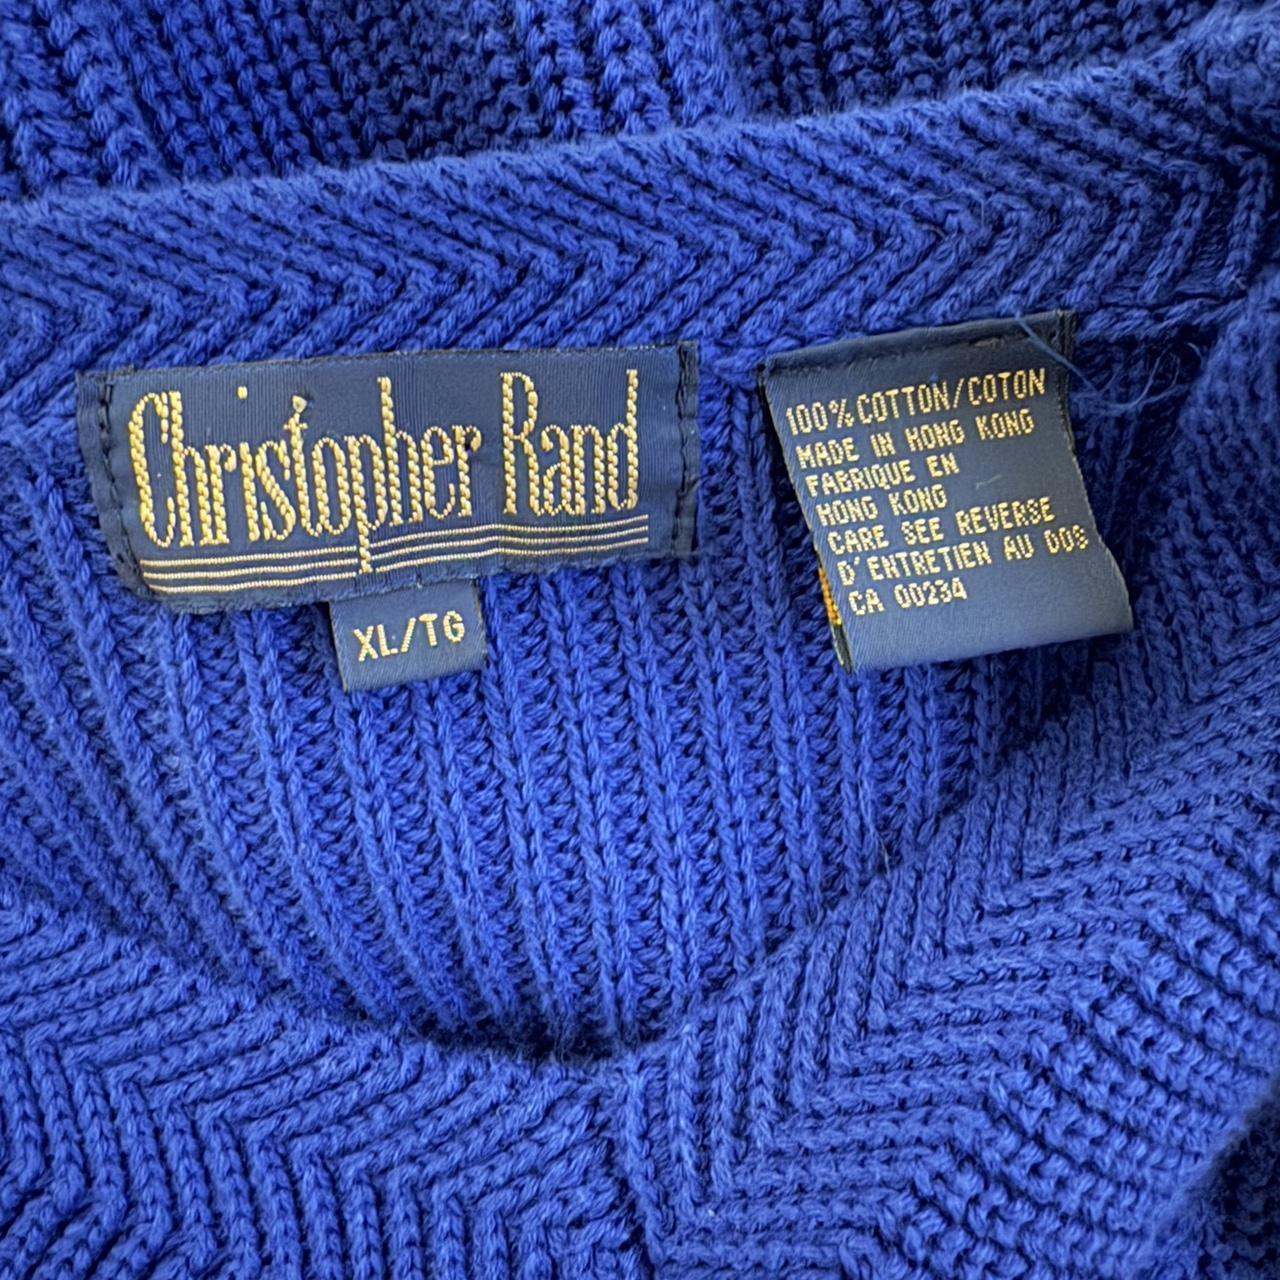 Christopher Rand
XL/TG
100% COTTON/COTON
MADE IN HONG KONG
FABRIQUE EN
HONG KONG
CARE SEE REVERSE
D'ENTRETIEN AU DOS
CA 00234